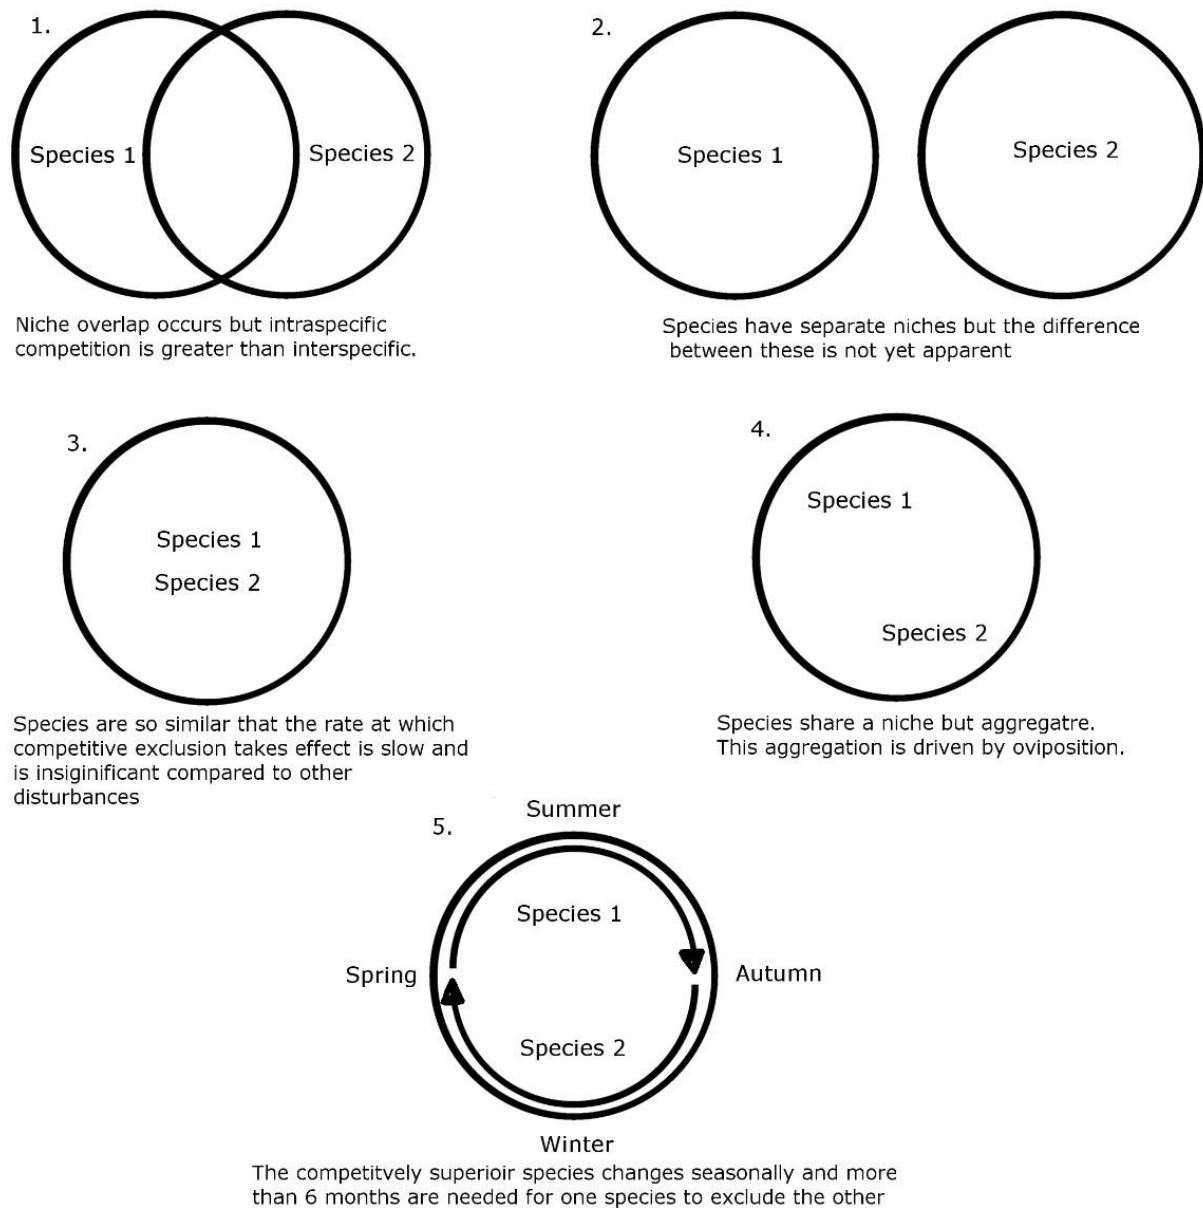 1.
Species 1
Species 2
Niche overlap occurs but intraspecific
competition is greater than interspecific.
2.
Species 1
Species 2
Species have separate niches but the difference
between these is not yet apparent
3.
Species 1
Species 2
Species are so similar that the rate at which
competitive exclusion takes effect is slow and
is insiginificant compared to other
disturbances
4.
Species 1
Species 2
Species share a niche but aggregatre.
This aggregation is driven by oviposition.
5.
Summer
Species 1
Spring
Autumn
Species 2
Winter
The competitvely superioir species changes seasonally and more
than 6 months are needed for one species to exclude the other